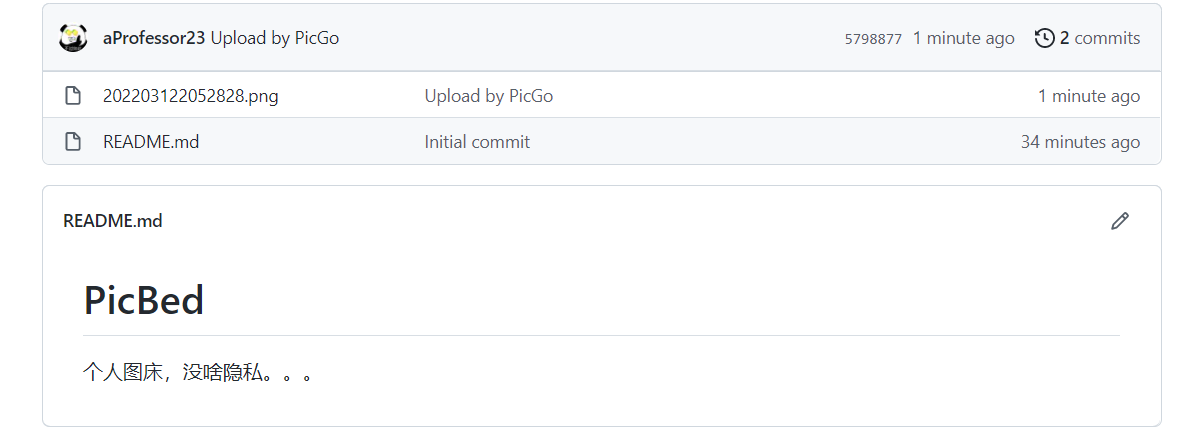 aProfessor23 Upload by PicGo 5798877 1 minute ago 2 commits
202203122052828.png Upload by PicGo 1 minute ago
README.md Initial commit 34 minutes ago
README.md
PicBed
个人图床，没啥隐私。。。